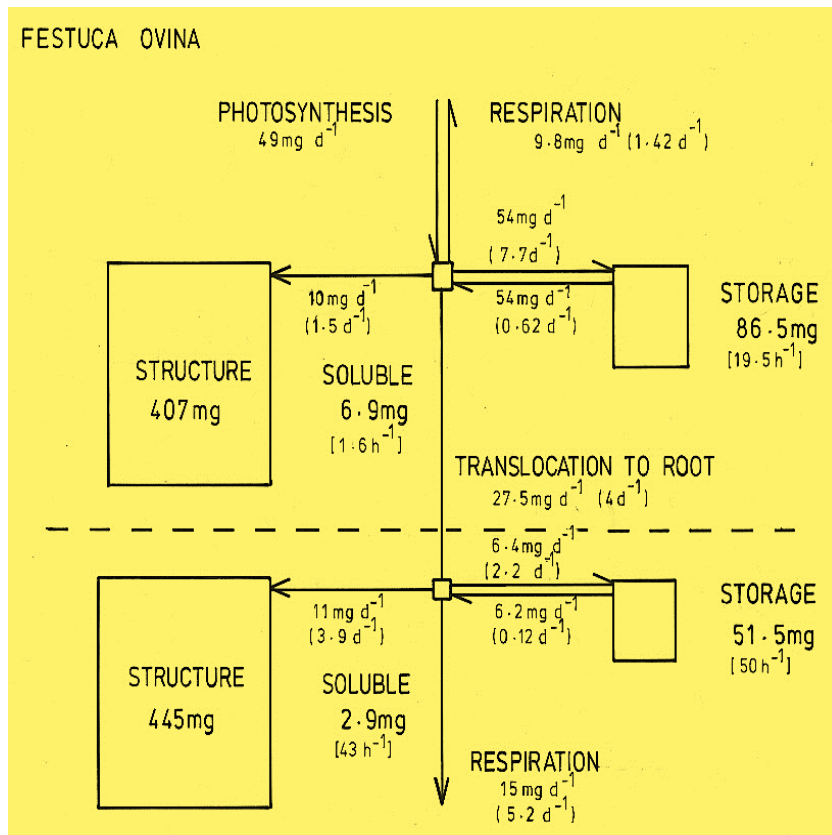 FESTUCA OVINA
PHOTOSYNTHESIS
49mg d⁻¹
RESPIRATION
9·8mg d⁻¹ (1·42 d⁻¹)
54mg d⁻¹
(7·7d⁻¹)
10mg d⁻¹
(1·5 d⁻¹)
54mg d⁻¹
(0·62 d⁻¹)
STORAGE
86·5mg
[19·5h⁻¹]
STRUCTURE
407mg
SOLUBLE
6·9mg
[1·6h⁻¹]
TRANSLOCATION TO ROOT
27·5mg d⁻¹ (4d⁻¹)
6·4mg d⁻¹
(2·2 d⁻¹)
11mg d⁻¹
(3·9 d⁻¹)
6·2mg d⁻¹
(0·12 d⁻¹)
STORAGE
51·5mg
[50h⁻¹]
STRUCTURE
445mg
SOLUBLE
2·9mg
[43 h⁻¹]
RESPIRATION
15mg d⁻¹
(5·2 d⁻¹)